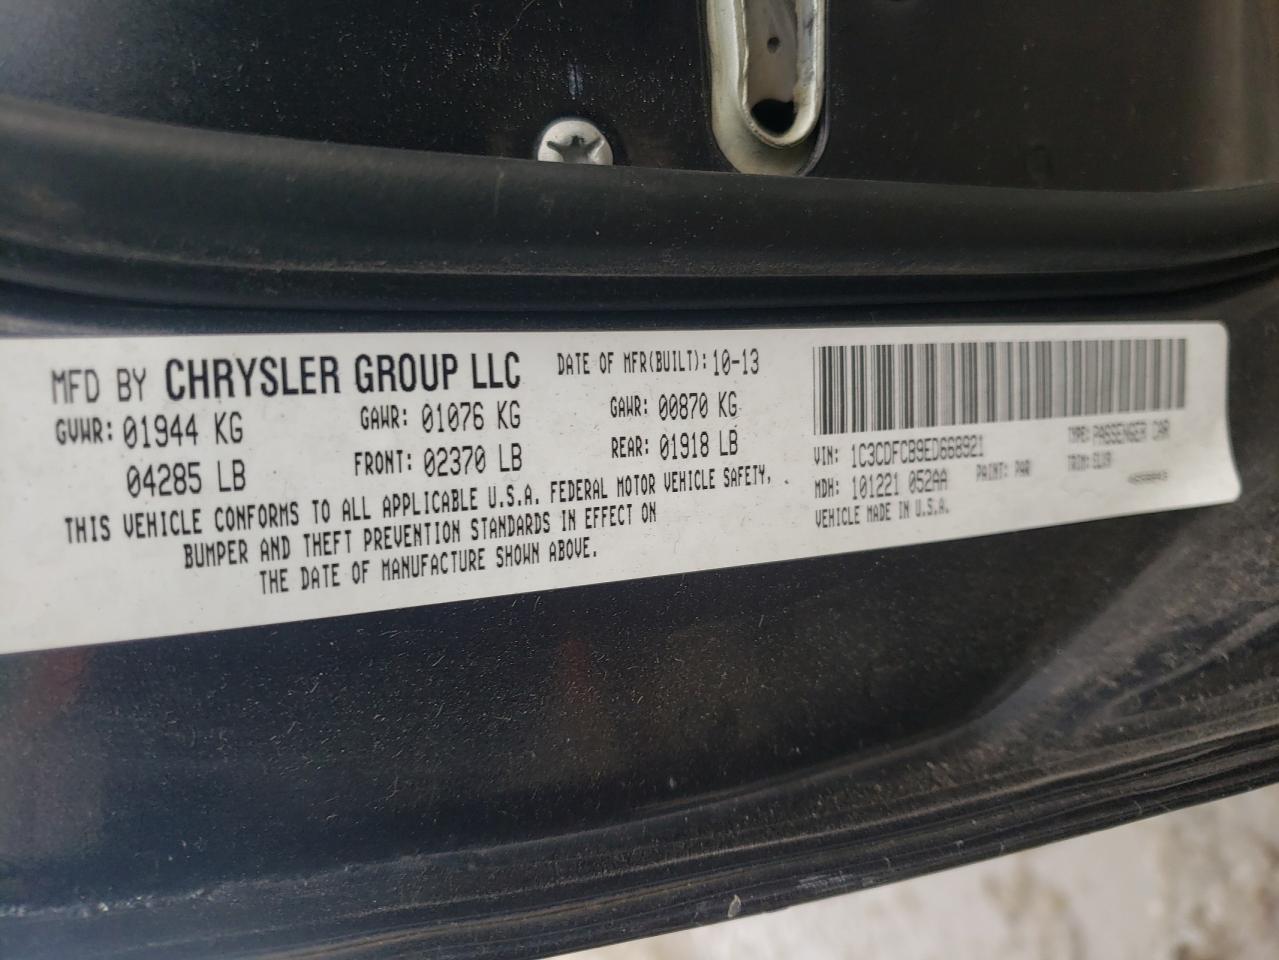 MFD BY CHRYSLER GROUP LLC DATE OF MFR(BUILT): 10-13
GVWR: 01944 KG GAWR: 01076 KG GAWR: 00870 KG
04285 LB FRONT: 02370 LB REAR: 01918 LB
THIS VEHICLE CONFORMS TO ALL APPLICABLE U.S.A. FEDERAL MOTOR VEHICLE SAFETY,
BUMPER AND THEFT PREVENTION STANDARDS IN EFFECT ON
THE DATE OF MANUFACTURE SHOWN ABOVE.
VIN: 1C3CDFCB9ED668921 TYPE: PASSENGER CAR
MDH: 101221 052AA PAINT: PAR TRIM:
VEHICLE MADE IN U.S.A.